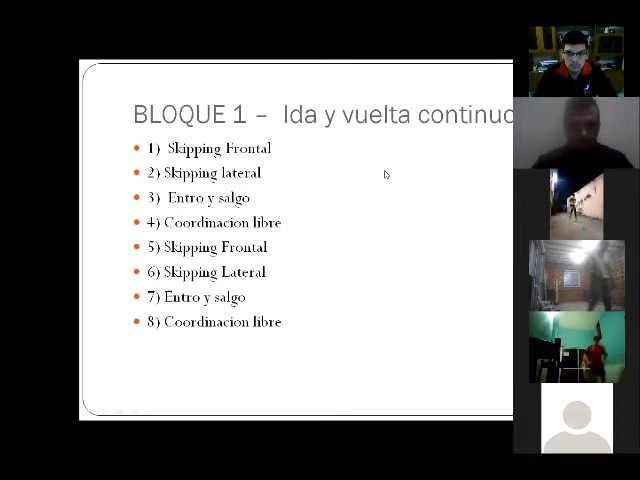 BLOQUE 1 – Ida y vuelta continuo
1) Skipping Frontal
2) Skipping lateral
3) Entro y salgo
4) Coordinacion libre
5) Skipping Frontal
6) Skipping Lateral
7) Entro y salgo
8) Coordinacion libre